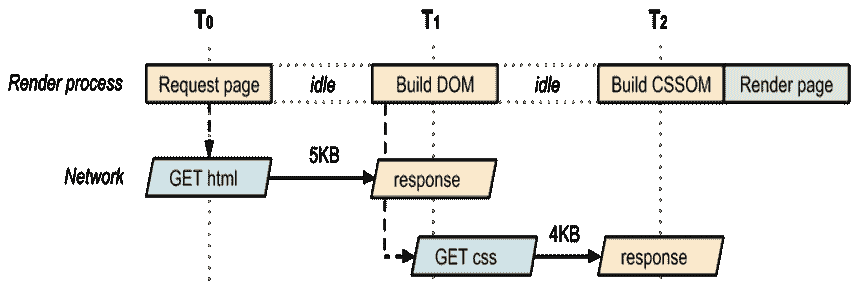 T0 T1 T2
Render process Request page idle Build DOM idle Build CSSOM Render page
5KB
Network GET html response
4KB
GET css response